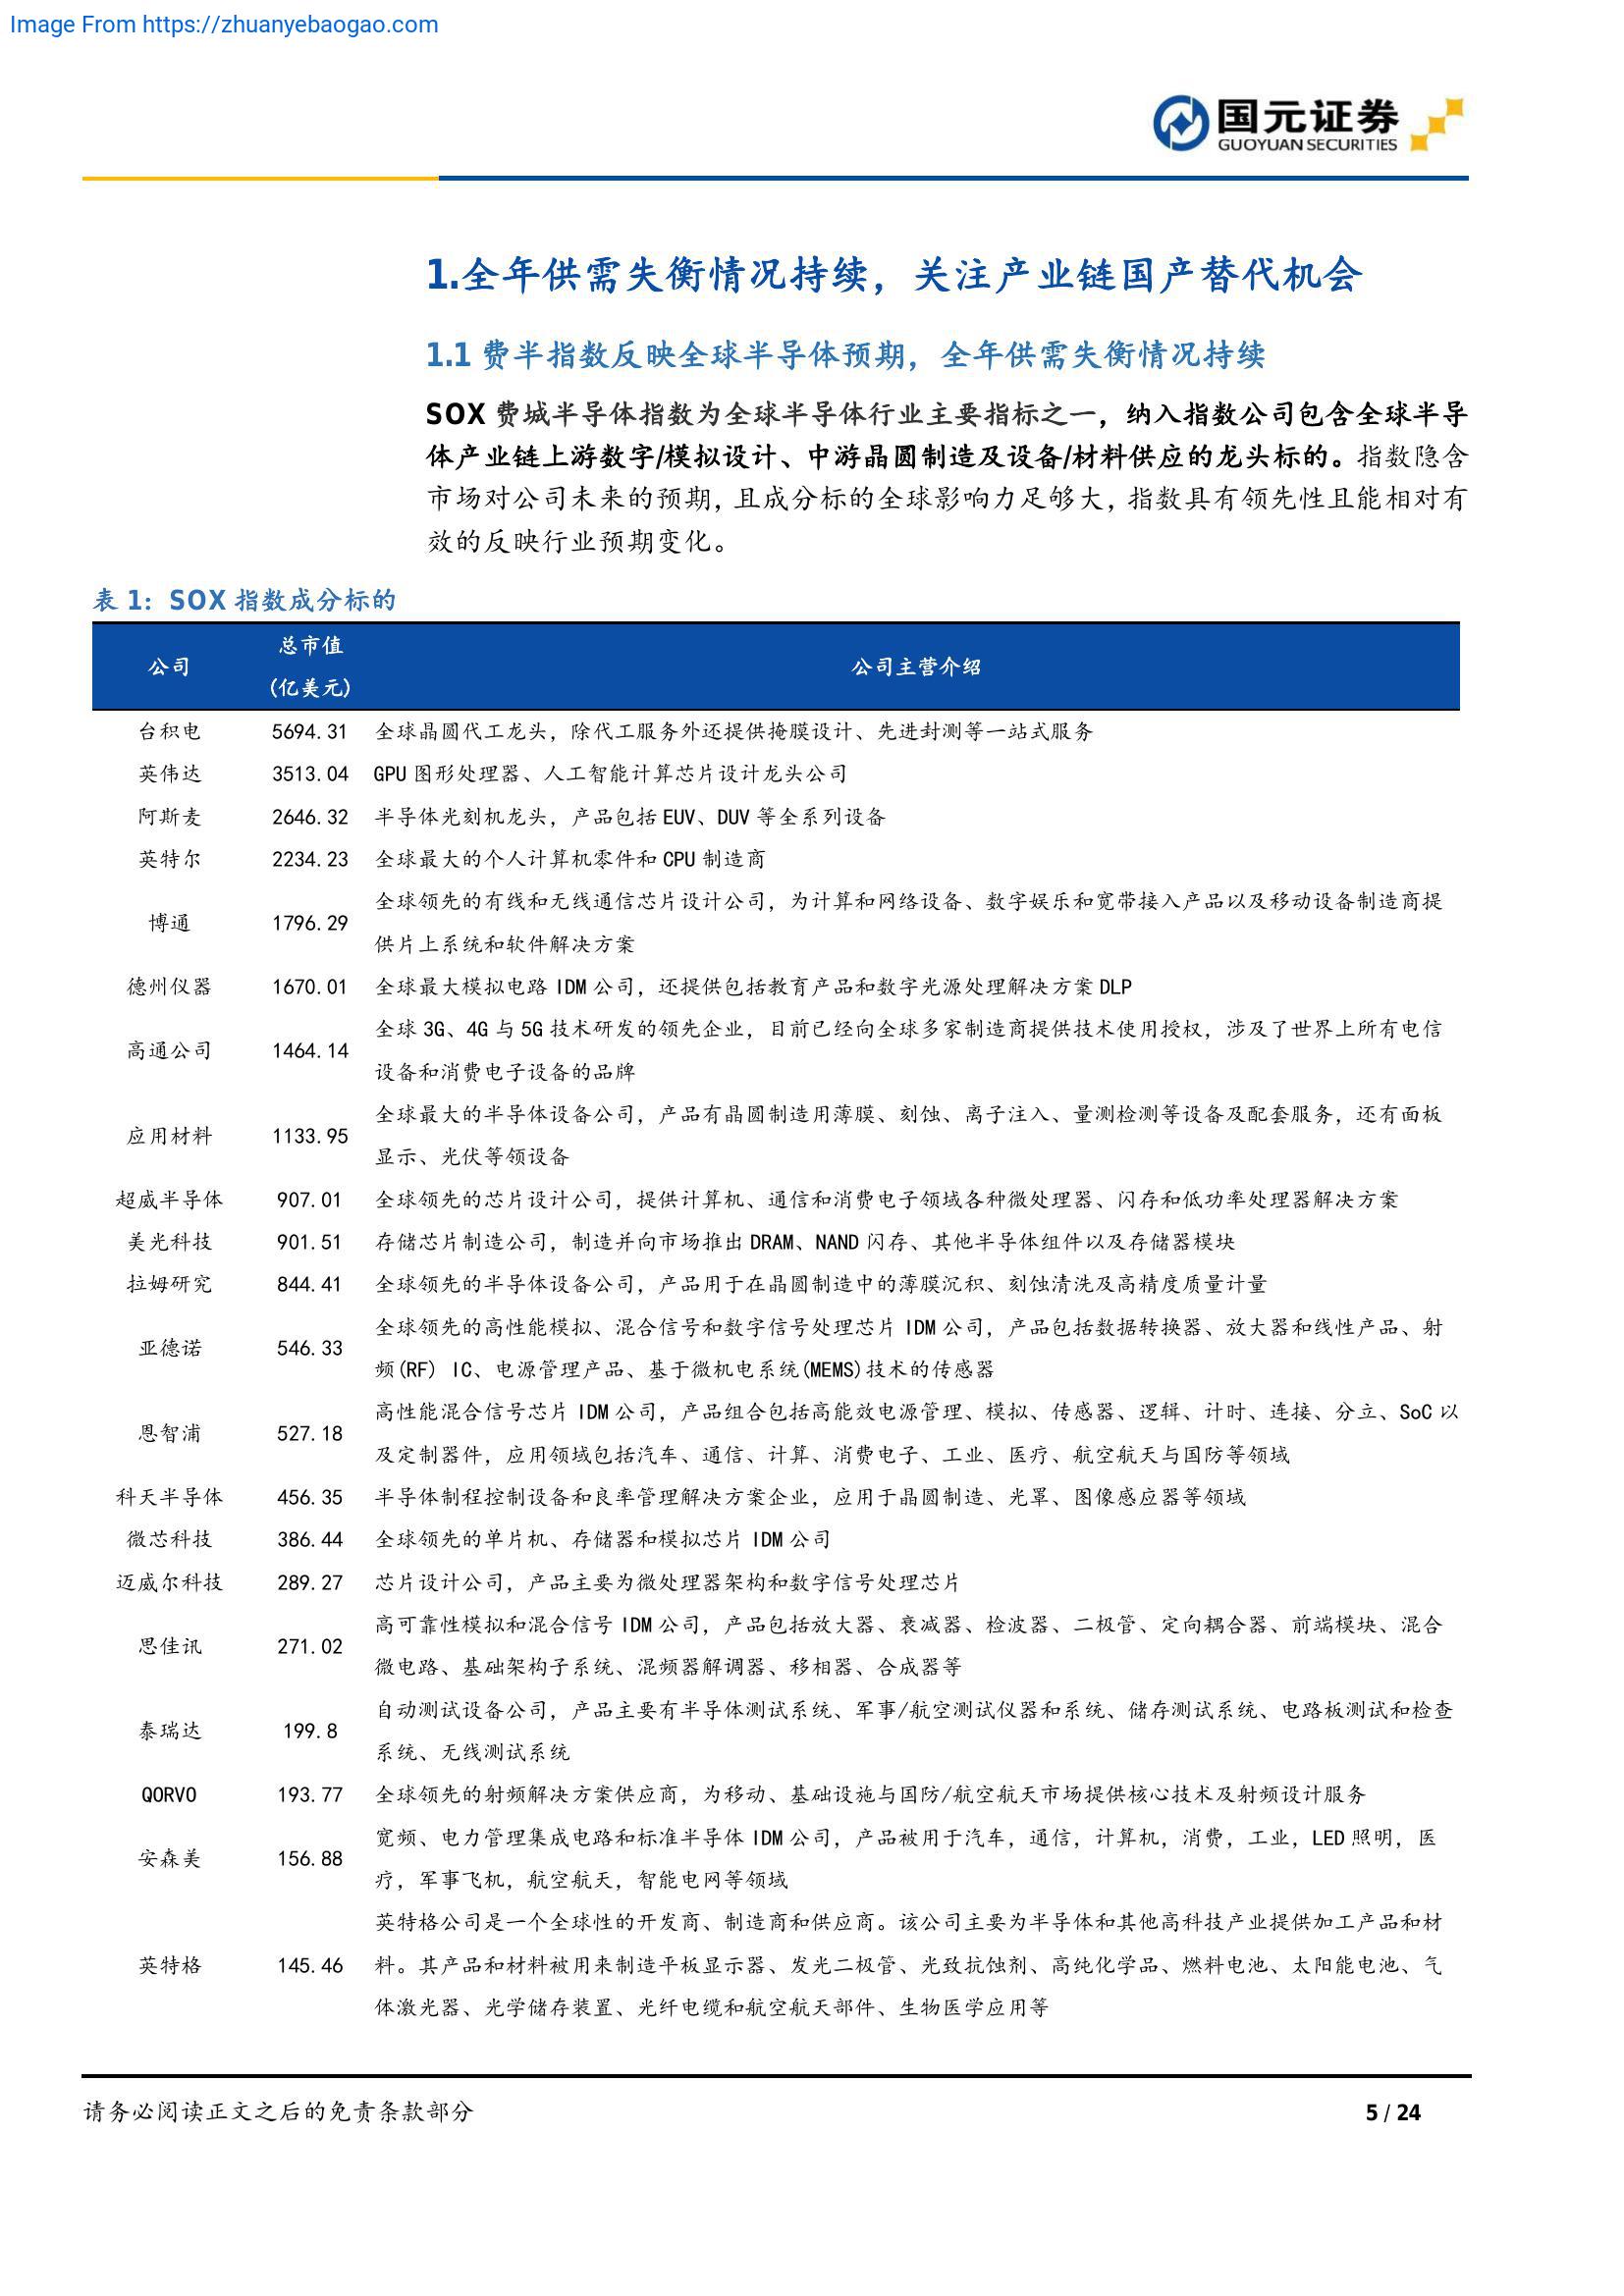 Image From https://zhuanyebaogao.com
国元证券
GUOYUAN SECURITIES
1.全年供需失衡情况持续，关注产业链国产替代机会
1.1 费半指数反映全球半导体预期，全年供需失衡情况持续
SOX 费城半导体指数为全球半导体行业主要指标之一，纳入指数公司包含全球半导
体产业链上游数字/模拟设计、中游晶圆制造及设备/材料供应的龙头标的。指数隐含
市场对公司未来的预期，且成分标的全球影响力足够大，指数具有领先性且能相对有
效的反映行业预期变化。
表 1：SOX 指数成分标的
公司 总市值 (亿美元) 公司主营介绍
台积电 5694.31 全球晶圆代工龙头，除代工服务外还提供掩膜设计、先进封测等一站式服务
英伟达 3513.04 GPU 图形处理器、人工智能计算芯片设计龙头公司
阿斯麦 2646.32 半导体光刻机龙头，产品包括 EUV、DUV 等全系列设备
英特尔 2234.23 全球最大的个人计算机零件和 CPU 制造商
博通 1796.29 全球领先的有线和无线通信芯片设计公司，为计算和网络设备、数字娱乐和宽带接入产品以及移动设备制造商提
供片上系统和软件解决方案
德州仪器 1670.01 全球最大模拟电路 IDM 公司，还提供包括教育产品和数字光源处理解决方案 DLP
高通公司 1464.14 全球 3G、4G 与 5G 技术研发的领先企业，目前已经向全球多家制造商提供技术使用授权，涉及了世界上所有电信
设备和消费电子设备的品牌
应用材料 1133.95 全球最大的半导体设备公司，产品有晶圆制造用薄膜、刻蚀、离子注入、量测检测等设备及配套服务，还有面板
显示、光伏等领设备
超威半导体 907.01 全球领先的芯片设计公司，提供计算机、通信和消费电子领域各种微处理器、闪存和低功率处理器解决方案
美光科技 901.51 存储芯片制造公司，制造并向市场推出 DRAM、NAND 闪存、其他半导体组件以及存储器模块
拉姆研究 844.41 全球领先的半导体设备公司，产品用于在晶圆制造中的薄膜沉积、刻蚀清洗及高精度质量计量
亚德诺 546.33 全球领先的高性能模拟、混合信号和数字信号处理芯片 IDM 公司，产品包括数据转换器、放大器和线性产品、射
频(RF) IC、电源管理产品、基于微机电系统(MEMS)技术的传感器
恩智浦 527.18 高性能混合信号芯片 IDM 公司，产品组合包括高能效电源管理、模拟、传感器、逻辑、计时、连接、分立、SoC 以
及定制器件，应用领域包括汽车、通信、计算、消费电子、工业、医疗、航空航天与国防等领域
科天半导体 456.35 半导体制程控制设备和良率管理解决方案企业，应用于晶圆制造、光罩、图像感应器等领域
微芯科技 386.44 全球领先的单片机、存储器和模拟芯片 IDM 公司
迈威尔科技 289.27 芯片设计公司，产品主要为微处理器架构和数字信号处理芯片
思佳讯 271.02 高可靠性模拟和混合信号 IDM 公司，产品包括放大器、衰减器、检波器、二极管、定向耦合器、前端模块、混合
微电路、基础架构子系统、混频器解调器、移相器、合成器等
泰瑞达 199.8 自动测试设备公司，产品主要有半导体测试系统、军事/航空测试仪器和系统、储存测试系统、电路板测试和检查
系统、无线测试系统
QORVO 193.77 全球领先的射频解决方案供应商，为移动、基础设施与国防/航空航天市场提供核心技术及射频设计服务
安森美 156.88 宽频、电力管理集成电路和标准半导体 IDM 公司，产品被用于汽车，通信，计算机，消费，工业，LED 照明，医
疗，军事飞机，航空航天，智能电网等领域
英特格 145.46 英特格公司是一个全球性的开发商、制造商和供应商。该公司主要为半导体和其他高科技产业提供加工产品和材
料。其产品和材料被用来制造平板显示器、发光二极管、光致抗蚀剂、高纯化学品、燃料电池、太阳能电池、气
体激光器、光学储存装置、光纤电缆和航空航天部件、生物医学应用等
请务必阅读正文之后的免责条款部分 5 / 24